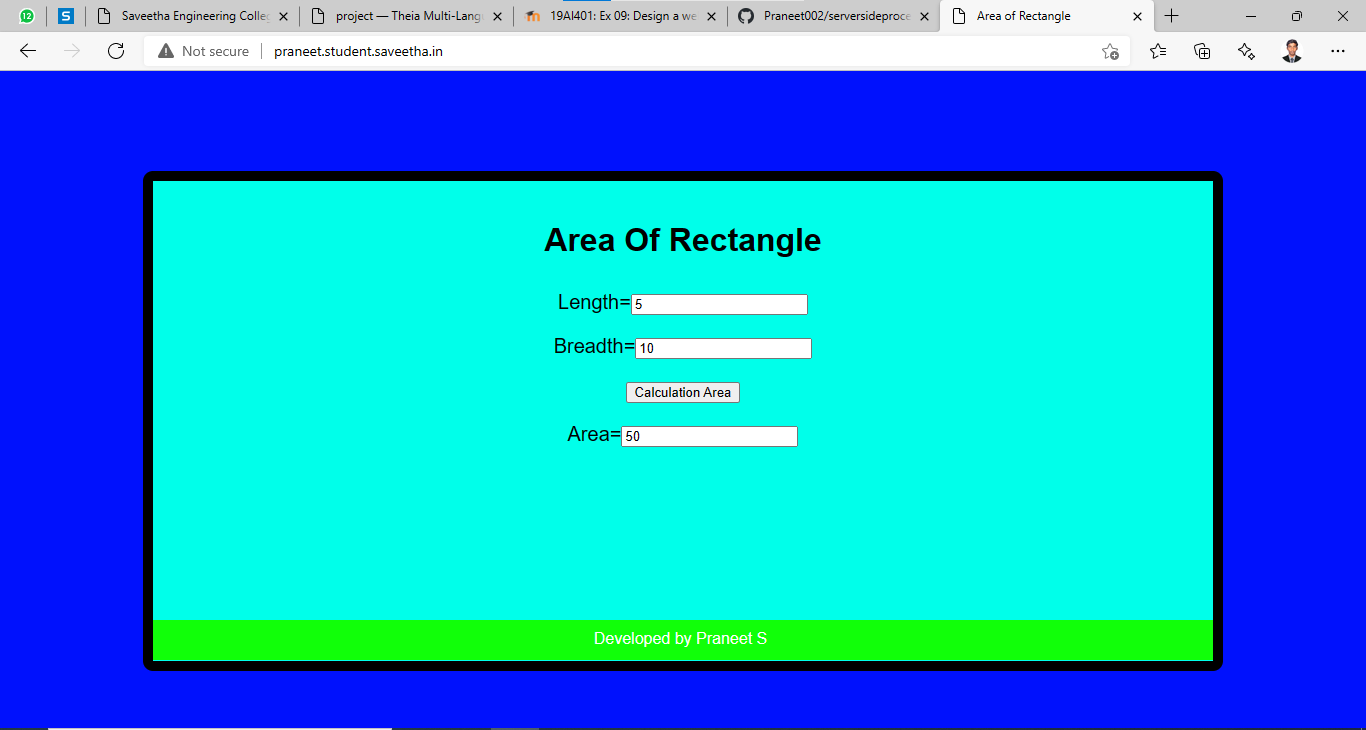 12 S Saveetha Engineering Colle project — Theia Multi-Lang 19AI401: Ex 09: Design a we Praneet002/serversideproce Area of Rectangle
Not secure praneet.student.saveetha.in
Area Of Rectangle
Length=5
Breadth=10
Calculation Area
Area=50
Developed by Praneet S